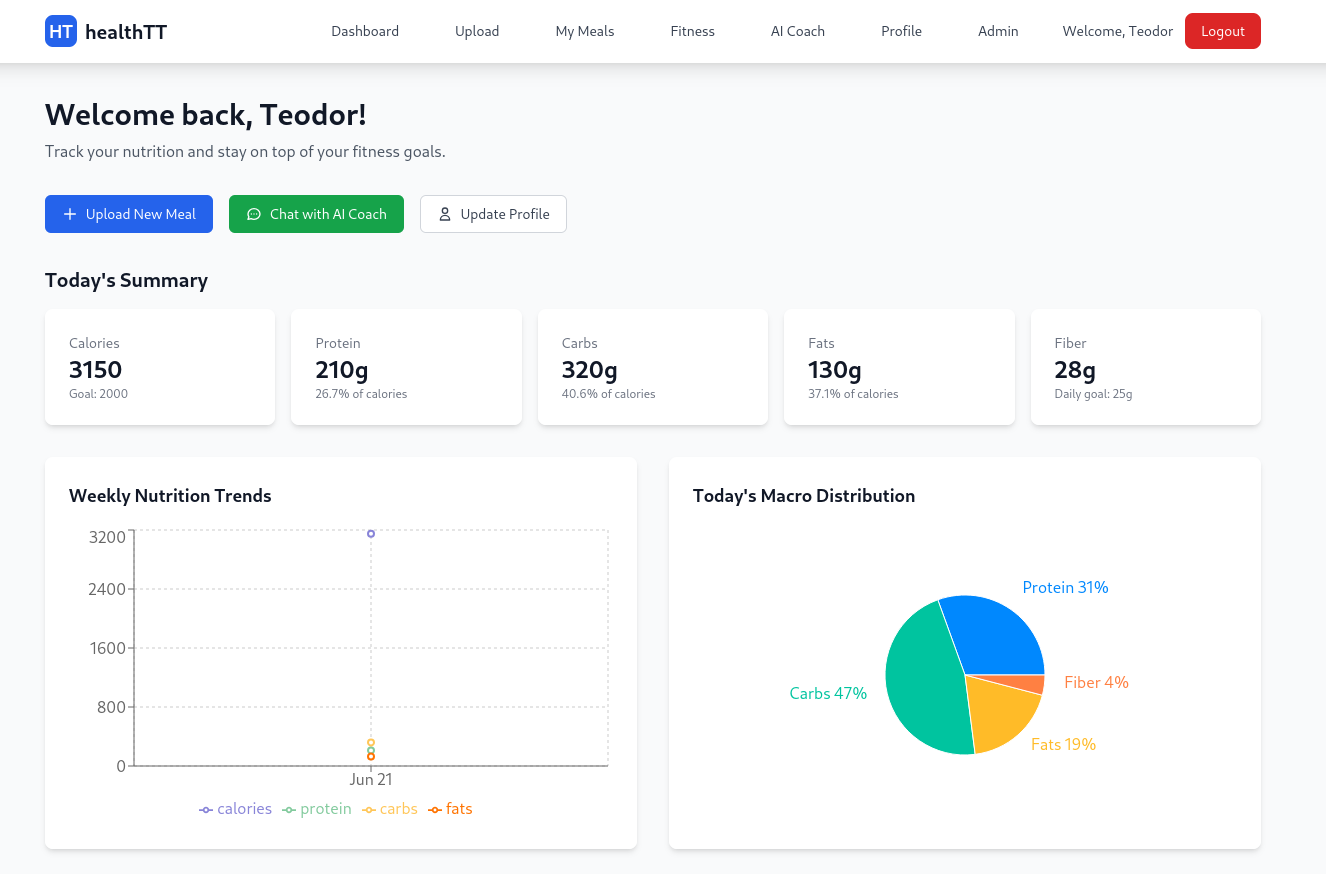 HT healthTT Dashboard Upload My Meals Fitness AI Coach Profile Admin Welcome, Teodor Logout
Welcome back, Teodor!
Track your nutrition and stay on top of your fitness goals.
Upload New Meal Chat with AI Coach Update Profile
Today's Summary
Calories
3150
Goal: 2000
Protein
210g
26.7% of calories
Carbs
320g
40.6% of calories
Fats
130g
37.1% of calories
Fiber
28g
Daily goal: 25g
Weekly Nutrition Trends
3200
2400
1600
800
0
Jun 21
calories protein carbs fats
Today's Macro Distribution
Protein 31%
Fiber 4%
Carbs 47%
Fats 19%